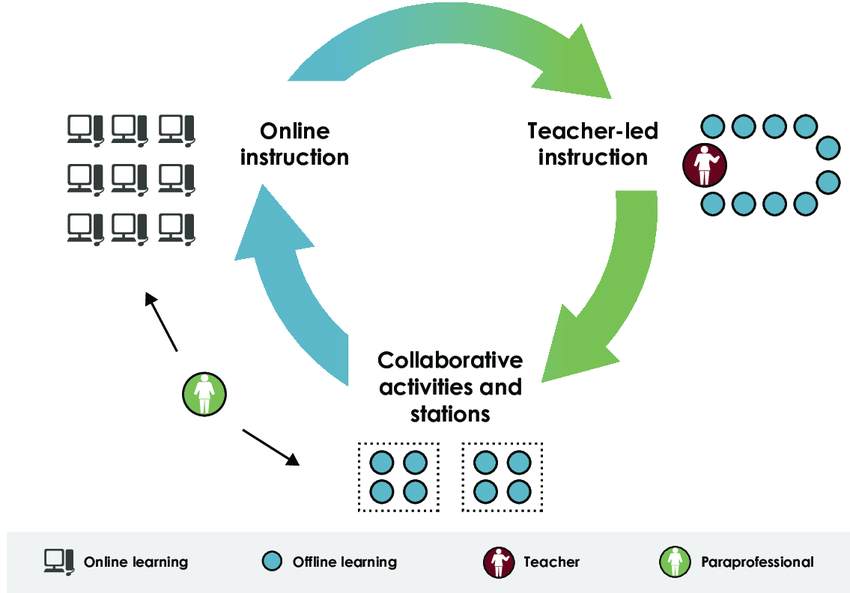 Online
instruction
Teacher-led
instruction
Collaborative
activities and
stations
Online learning
Offline learning
Teacher
Paraprofessional